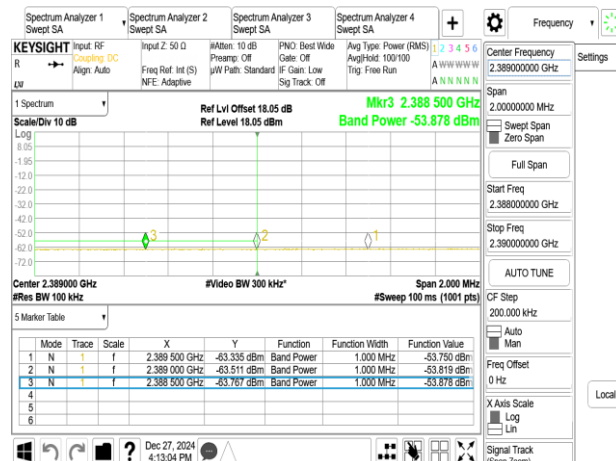 Spectrum Analyzer 1
Swept SA
Spectrum Analyzer 2
Swept SA
Spectrum Analyzer 3
Swept SA
Spectrum Analyzer 4
Swept SA
+
Frequency
Settings
KEYSIGHT
R
Input: RF
Coupling: DC
Align: Auto
Input Z: 50 Ω
Freq Ref: Int (S)
NFE: Adaptive
#Atten: 10 dB
Preamp: Off
µW Path: Standard
PNO: Best Wide
Gate: Off
IF Gain: Low
Sig Track: Off
Avg Type: Power (RMS)
Avg|Hold: 100/100
Trig: Free Run
1 2 3 4 5 6
A W W W W W
A N N N N N
1 Spectrum
Scale/Div 10 dB
Ref Lvl Offset 18.05 dB
Ref Level 18.05 dBm
Mkr3 2.388 500 GHz
Band Power -53.878 dBm
Log
8.05
-1.95
-12.0
-22.0
-32.0
-42.0
-52.0
-62.0
-72.0
3
2
1
Center 2.389000 GHz
#Res BW 100 kHz
#Video BW 300 kHz*
Span 2.000 MHz
#Sweep 100 ms (1001 pts)
5 Marker Table
Mode Trace Scale X Y Function Function Width Function Value
1 N 1 f 2.389 500 GHz -63.335 dBm Band Power 1.000 MHz -53.750 dBm
2 N 1 f 2.389 000 GHz -63.511 dBm Band Power 1.000 MHz -53.819 dBm
3 N 1 f 2.388 500 GHz -63.767 dBm Band Power 1.000 MHz -53.878 dBm
4
5
6
?
Dec 27, 2024
4:13:04 PM
Center Frequency
2.389000000 GHz
Span
2.00000000 MHz
Swept Span
Zero Span
Full Span
Start Freq
2.388000000 GHz
Stop Freq
2.390000000 GHz
AUTO TUNE
CF Step
200.000 kHz
Auto
Man
Freq Offset
0 Hz
X Axis Scale
Log
Lin
Signal Track
(Span Zoom)
Local